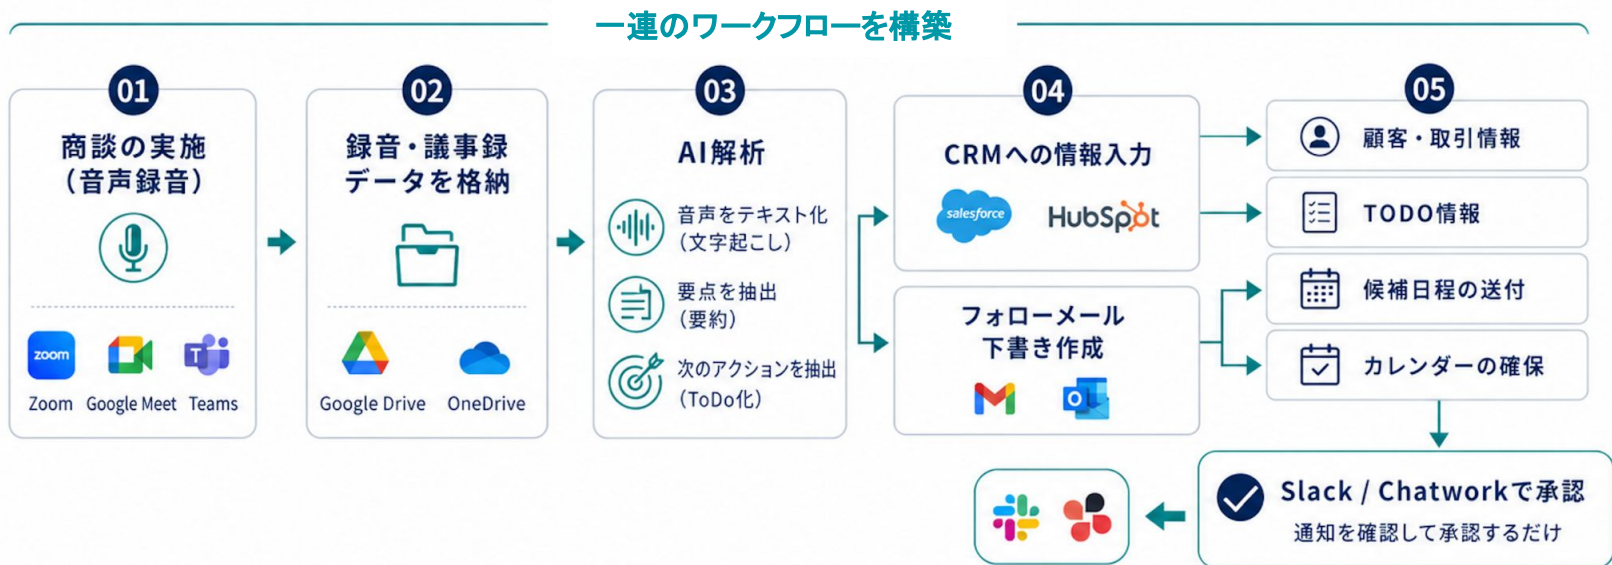 一連のワークフローを構築
01
商談の実施
（音声録音）
zoom
T
Zoom
Google Meet
Teams
02
録音・議事録
データを格納
Google Drive
OneDrive
03
AI解析
音声をテキスト化
（文字起こし）
要点を抽出
（要約）
次のアクションを抽出
（ToDo化）
04
CRMへの情報入力
salesforce
HubSpot
フォローメール
下書き作成
O
05
顧客・取引情報
TODO情報
候補日程の送付
カレンダーの確保
Slack / Chatworkで承認
通知を確認して承認するだけ